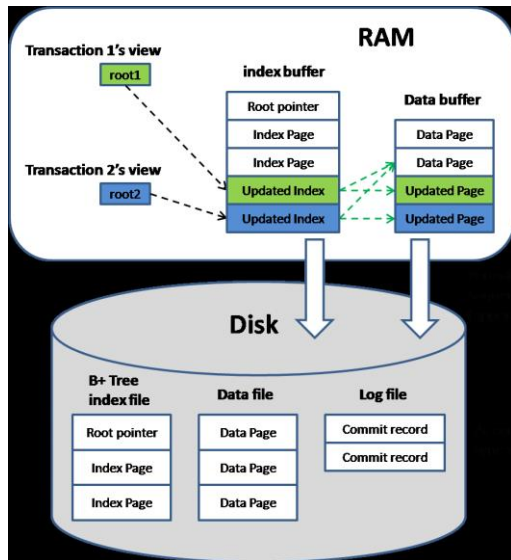 RAM
Transaction 1's view
root1
Transaction 2's view
root2
index buffer
Root pointer
Index Page
Index Page
Updated Index
Updated Index
Data buffer
Data Page
Data Page
Updated Page
Updated Page
Disk
B+ Tree
index file
Root pointer
Index Page
Index Page
Data file
Data Page
Data Page
Data Page
Log file
Commit record
Commit record